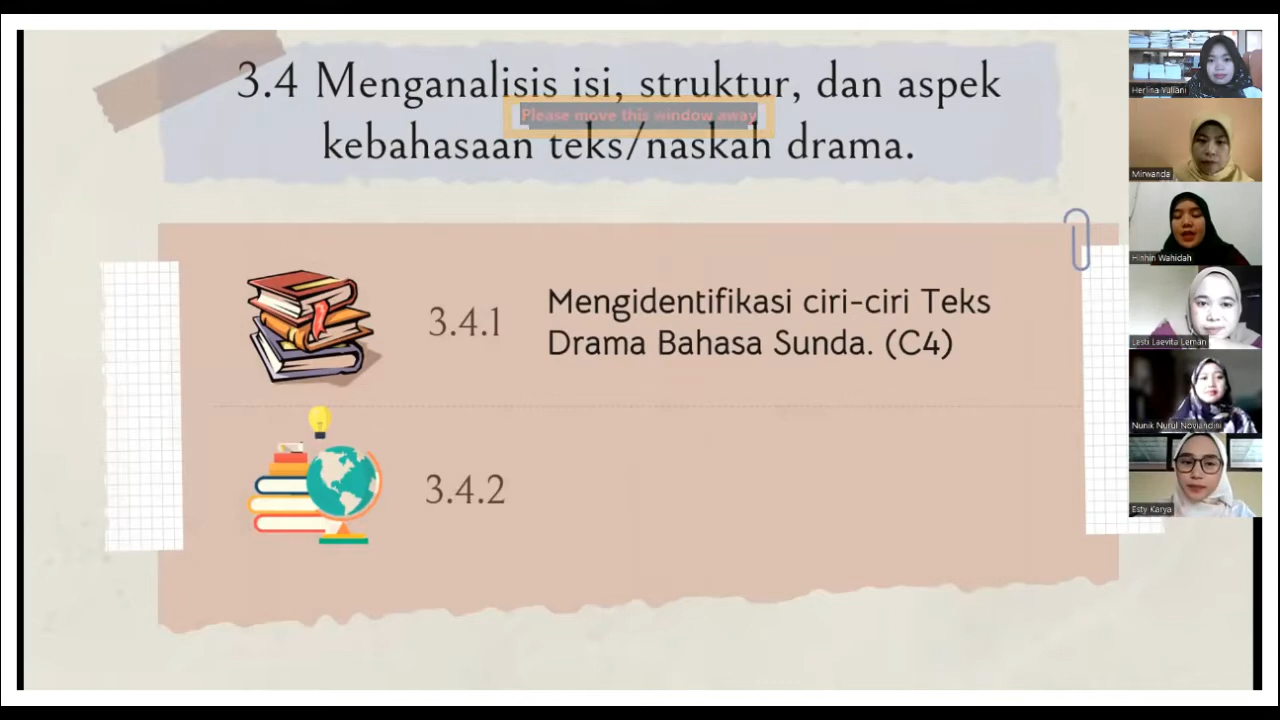 3.4 Menganalisis isi, struktur, dan aspek
Please move this window away
kebahasaan teks/naskah drama.
3.4.1
Mengidentifikasi ciri-ciri Teks
Drama Bahasa Sunda. (C4)
3.4.2
Herlina Yuliani
Mirwanda
Hinhin Wahidah
Lesti Laevita Leman
Nunik Nurul Noviandini
Esty Karya